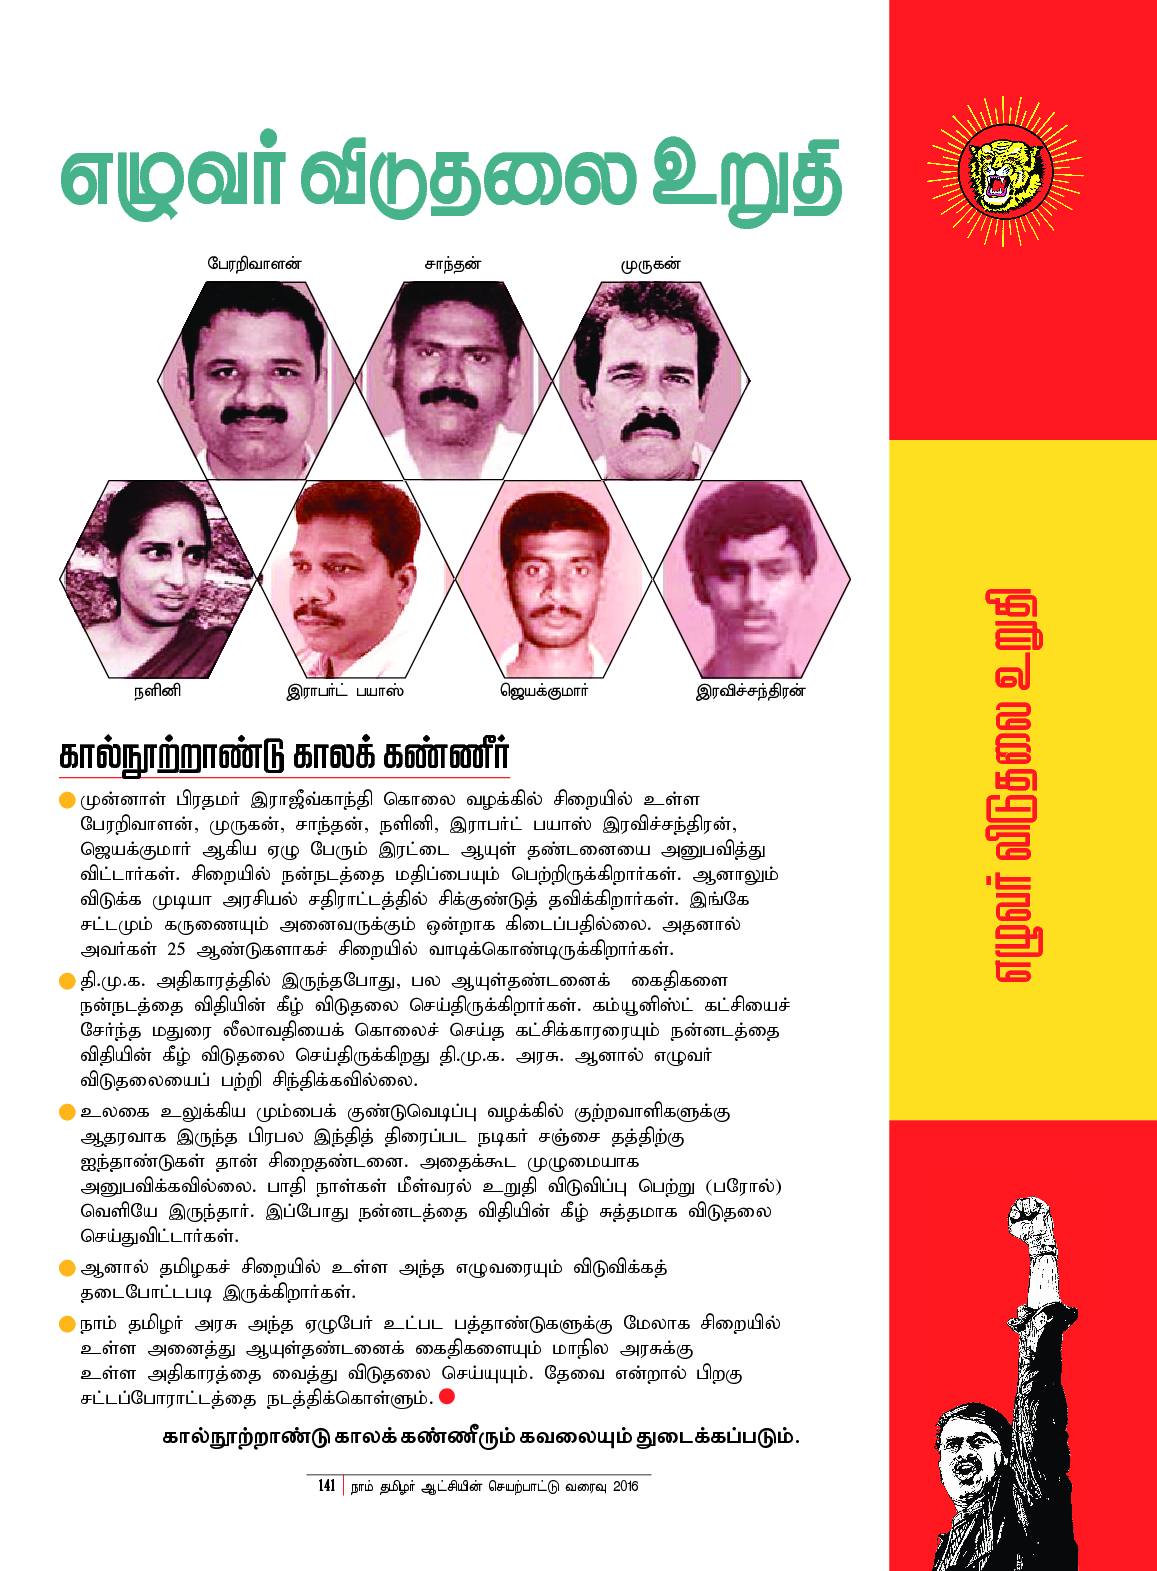 எழுவர் விடுதலை உறுதி
பேரறிவாளன் சாந்தன் முருகன்
நளினி இராபர்ட் பயாஸ் ஜெயக்குமார் இரவிச்சந்திரன்
கால்நூற்றாண்டு காலக் கண்ணீர்
முன்னாள் பிரதமர் இராஜீவ்காந்தி கொலை வழக்கில் சிறையில் உள்ள
பேரறிவாளன், முருகன், சாந்தன், நளினி, இராபர்ட் பயாஸ் இரவிச்சந்திரன்,
ஜெயக்குமார் ஆகிய ஏழு பேரும் இரட்டை ஆயுள் தண்டனையை அனுபவித்து
விட்டார்கள். சிறையில் நன்நடத்தை மதிப்பையும் பெற்றிருக்கிறார்கள். ஆனாலும்
விடுக்க முடியா அரசியல் சதிராட்டத்தில் சிக்குண்டுத் தவிக்கிறார்கள். இங்கே
சட்டமும் கருணையும் அனைவருக்கும் ஒன்றாக கிடைப்பதில்லை. அதனால்
அவர்கள் 25 ஆண்டுகளாகச் சிறையில் வாடிக்கொண்டிருக்கிறார்கள்.
தி.மு.க. அதிகாரத்தில் இருந்தபோது, பல ஆயுள்தண்டனைக் கைதிகளை
நன்நடத்தை விதியின் கீழ் விடுதலை செய்திருக்கிறார்கள். கம்யூனிஸ்ட் கட்சியைச்
சேர்ந்த மதுரை லீலாவதியைக் கொலைச் செய்த கட்சிக்காரரையும் நன்னடத்தை
விதியின் கீழ் விடுதலை செய்திருக்கிறது தி.மு.க. அரசு. ஆனால் எழுவர்
விடுதலையைப் பற்றி சிந்திக்கவில்லை.
உலகை உலுக்கிய மும்பைக் குண்டுவெடிப்பு வழக்கில் குற்றவாளிகளுக்கு
ஆதரவாக இருந்த பிரபல இந்தித் திரைப்பட நடிகர் சஞ்சை தத்திற்கு
ஐந்தாண்டுகள் தான் சிறைதண்டனை. அதைக்கூட முழுமையாக
அனுபவிக்கவில்லை. பாதி நாள்கள் மீள்வரல் உறுதி விடுவிப்பு பெற்று (பரோல்)
வெளியே இருந்தார். இப்போது நன்னடத்தை விதியின் கீழ் சுத்தமாக விடுதலை
செய்துவிட்டார்கள்.
ஆனால் தமிழகச் சிறையில் உள்ள அந்த எழுவரையும் விடுவிக்கத்
தடைபோட்டபடி இருக்கிறார்கள்.
நாம் தமிழர் அரசு அந்த ஏழுபேர் உட்பட பத்தாண்டுகளுக்கு மேலாக சிறையில்
உள்ள அனைத்து ஆயுள்தண்டனைக் கைதிகளையும் மாநில அரசுக்கு
உள்ள அதிகாரத்தை வைத்து விடுதலை செய்யும். தேவை என்றால் பிறகு
சட்டப்போராட்டத்தை நடத்திக்கொள்ளும்.
கால்நூற்றாண்டு காலக் கண்ணீரும் கவலையும் துடைக்கப்படும்.
141 நாம் தமிழர் ஆட்சியின் செயற்பாட்டு வரைவு 2016
எழுவர் விடுதலை உறுதி